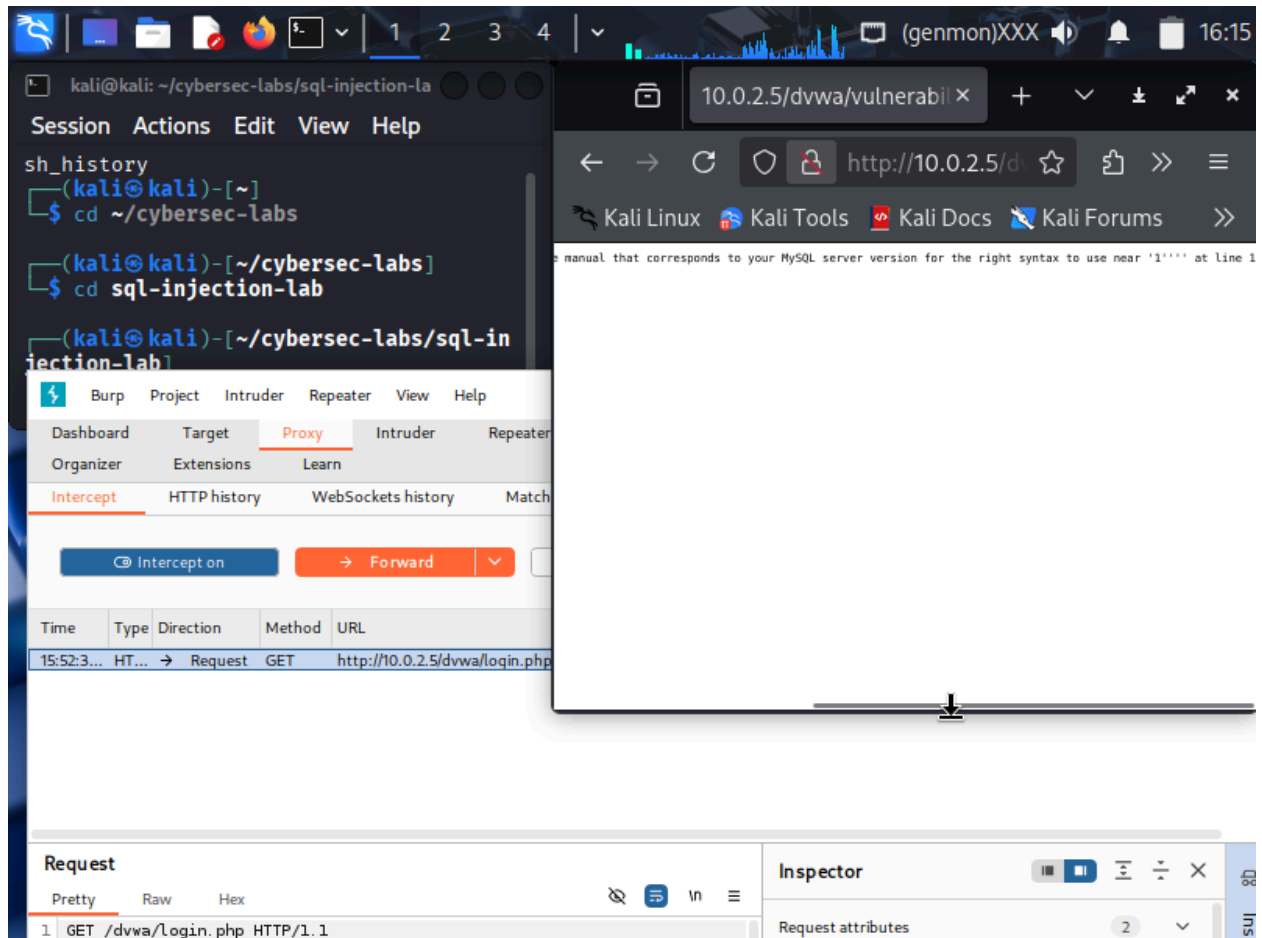 1 2 3 4 (genmon)XXX 16:15
kali@kali: ~/cybersec-labs/sql-injection-la
Session Actions Edit View Help
sh_history
(kali㉿kali)-[~]
$ cd ~/cybersec-labs
(kali㉿kali)-[~/cybersec-labs]
$ cd sql-injection-lab
(kali㉿kali)-[~/cybersec-labs/sql-in
jection-lab]
10.0.2.5/dvwa/vulnerabil
http://10.0.2.5/d
Kali Linux Kali Tools Kali Docs Kali Forums
e manual that corresponds to your MySQL server version for the right syntax to use near '1'''' at line 1
Burp Project Intruder Repeater View Help
Dashboard Target Proxy Intruder Repeater
Organizer Extensions Learn
Intercept HTTP history WebSockets history Match
Intercept on Forward
Time Type Direction Method URL
15:52:3... HT... → Request GET http://10.0.2.5/dvwa/login.php
Request
Pretty Raw Hex \n
1 GET /dvwa/login.php HTTP/1.1
Inspector
Request attributes 2
Ins